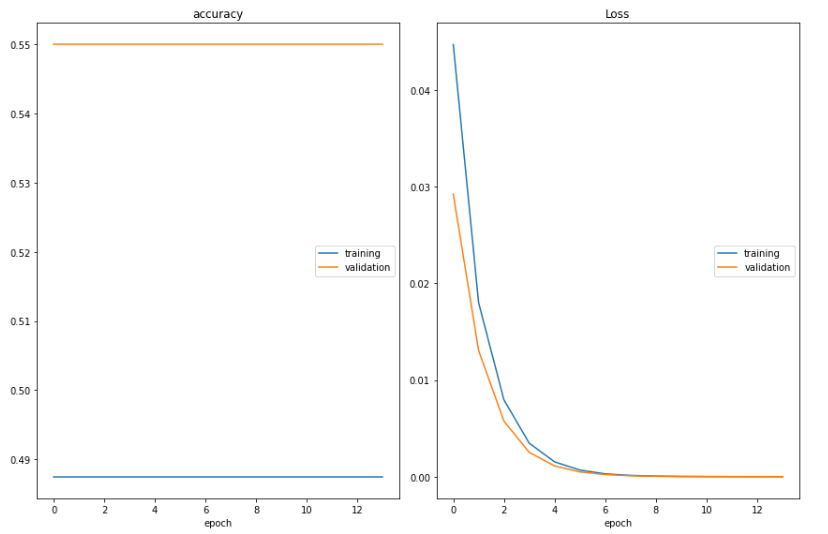 accuracy
0.55
0.54
0.53
0.52
0.51
0.50
0.49
training
validation
0 2 4 6 8 10 12
epoch
Loss
0.04
0.03
0.02
0.01
0.00
training
validation
0 2 4 6 8 10 12
epoch